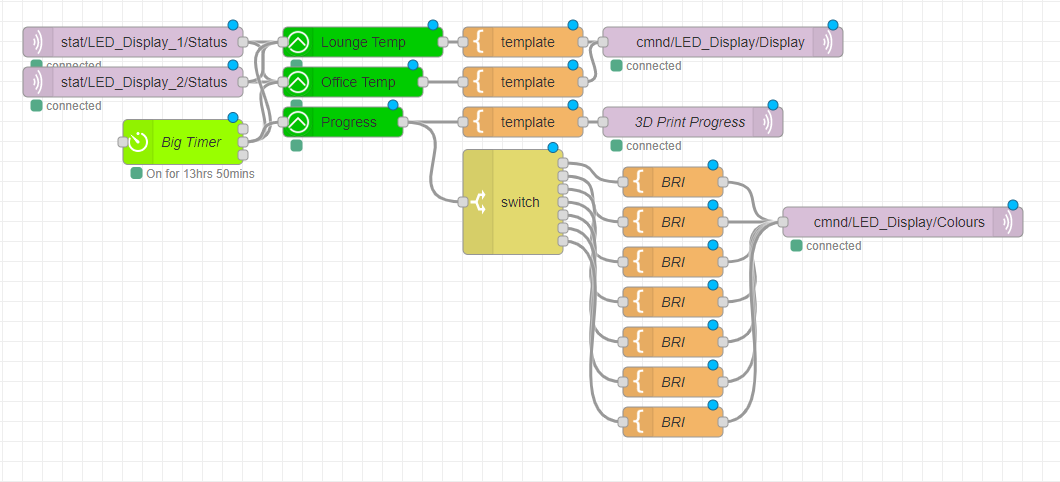 stat/LED_Display_1/Status
Lounge Temp
template
cmnd/LED_Display/Display
connected
connected
stat/LED_Display_2/Status
Office Temp
template
connected
Progress
template
3D Print Progress
connected
Big Timer
On for 13hrs 50mins
switch
BRI
BRI
cmnd/LED_Display/Colours
connected
BRI
BRI
BRI
BRI
BRI